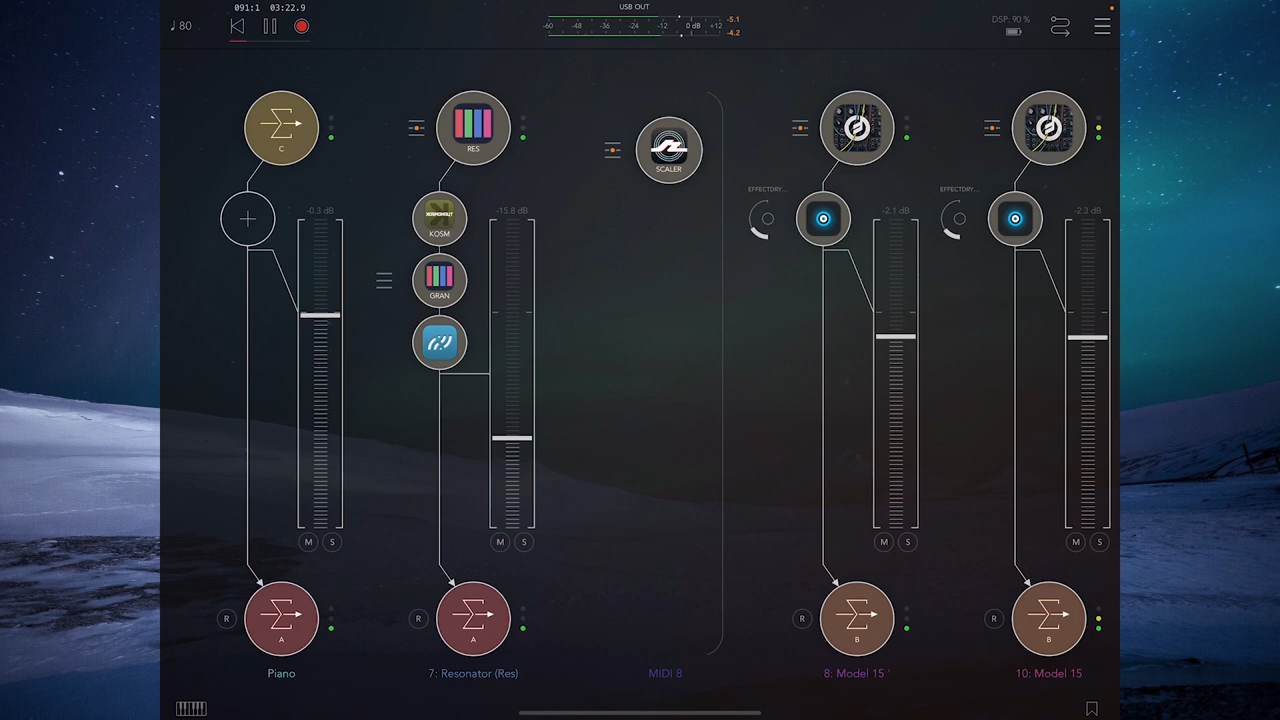 091:1 03:22.9
♩ 80
USB OUT
-60 -48 -36 -24 -12 0 dB +12
-5.1
-4.2
DSP: 90 %
C
RES
SCALER
KOSM
GRAN
EFFECTDRY...
EFFECTDRY...
-0.3 dB
-15.8 dB
-2.1 dB
-2.3 dB
M S
M S
M S
M S
R
A
R
A
R
B
R
B
Piano
7: Resonator (Res)
MIDI 8
8: Model 15 '
10: Model 15